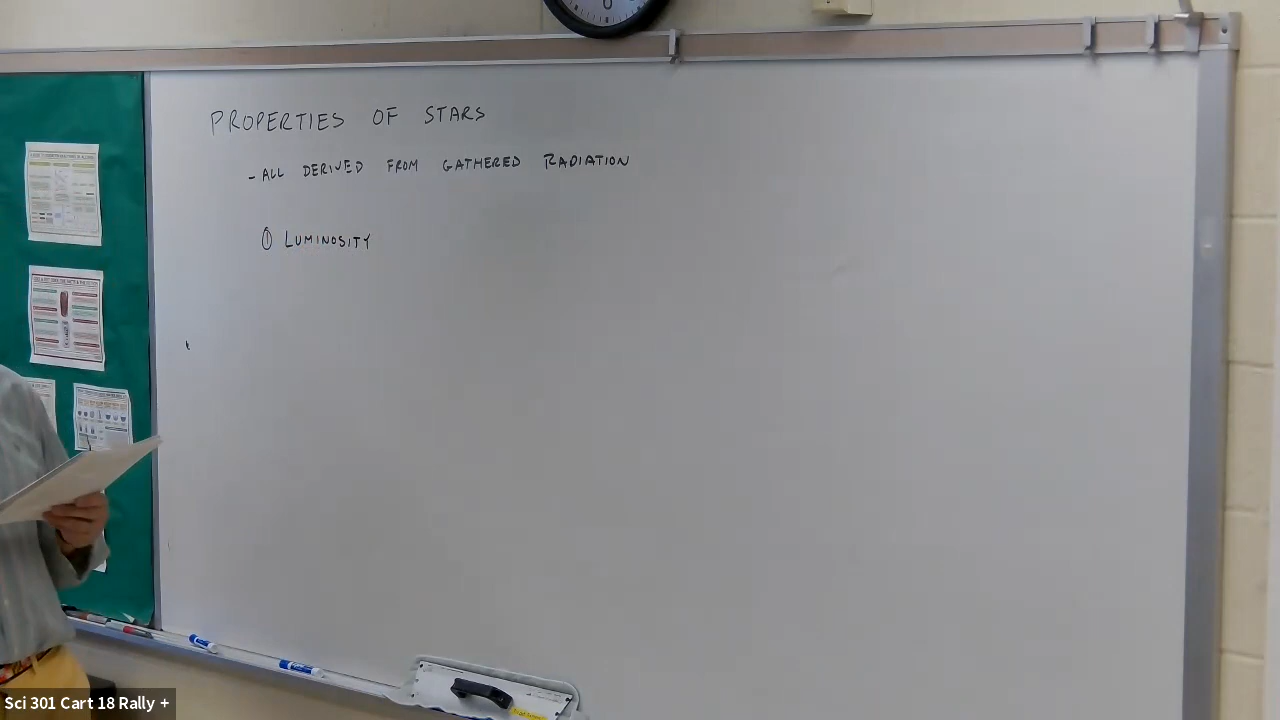 PROPERTIES OF STARS
- ALL DERIVED FROM GATHERED RADIATION
① LUMINOSITY
Sci 301 Cart 18 Rally +